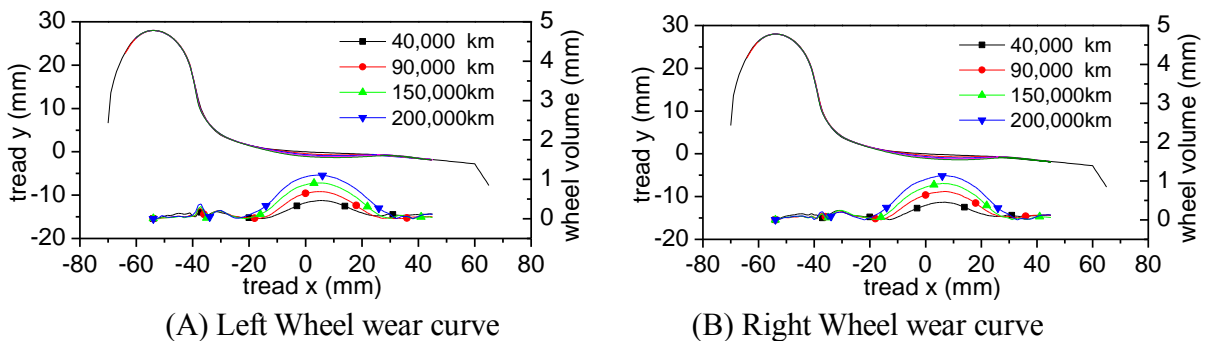 30
20
10
0
-10
-20
tread y (mm)
-80 -60 -40 -20 0 20 40 60 80
tread x (mm)
5
4
3
2
1
0
wheel volume (mm)
40,000 km
90,000 km
150,000km
200,000km
(A) Left Wheel wear curve
30
20
10
0
-10
-20
tread y (mm)
-80 -60 -40 -20 0 20 40 60 80
tread x (mm)
5
4
3
2
1
0
wheel volume (mm)
40,000 km
90,000 km
150,000km
200,000km
(B) Right Wheel wear curve